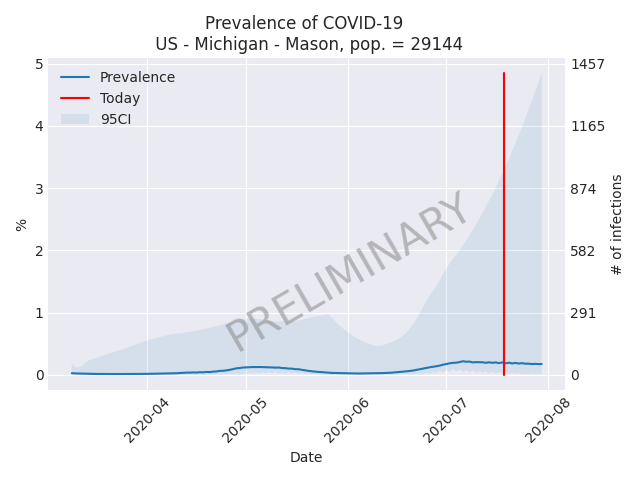 Prevalence of COVID-19
US - Michigan - Mason, pop. = 29144
Prevalence
Today
95CI
PRELIMINARY
%
5
4
3
2
1
0
1457
1165
874
582
291
0
# of infections
2020-04
2020-05
2020-06
2020-07
2020-08
Date